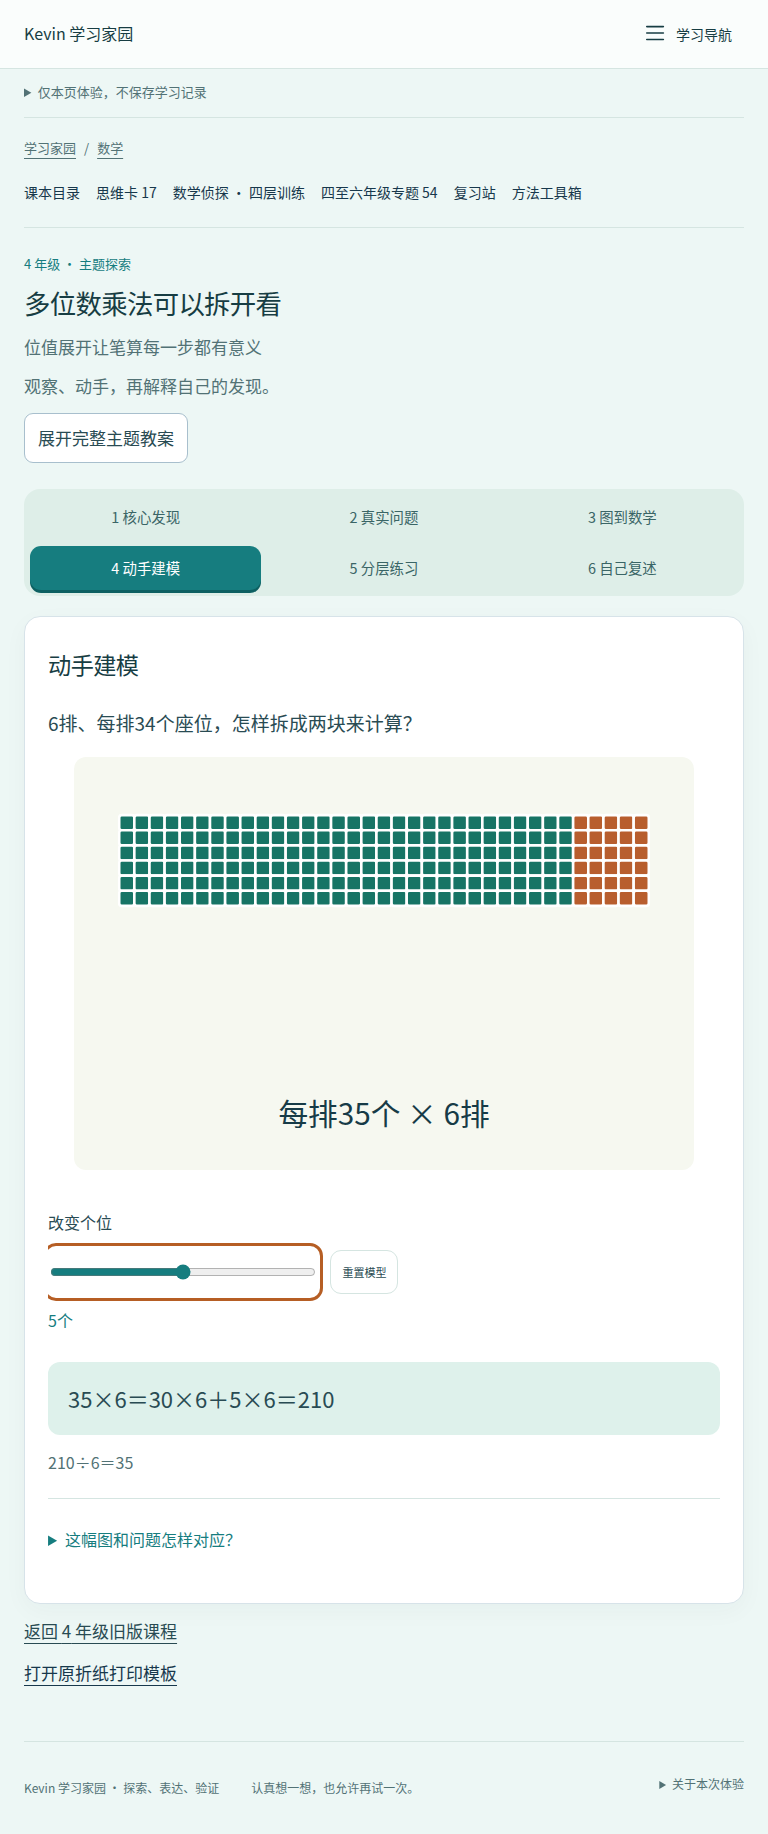 Kevin 学习家园
学习导航
仅本页体验，不保存学习记录
学习家园 / 数学
课本目录 思维卡 17 数学侦探 · 四层训练 四至六年级专题 54 复习站 方法工具箱
4 年级 · 主题探索
多位数乘法可以拆开看
位值展开让笔算每一步都有意义
观察、动手，再解释自己的发现。
展开完整主题教案
1 核心发现 2 真实问题 3 图到数学
4 动手建模 5 分层练习 6 自己复述
动手建模
6排、每排34个座位，怎样拆成两块来计算？
每排35个 × 6排
改变个位
重置模型
5个
35×6＝30×6＋5×6＝210
210÷6＝35
这幅图和问题怎样对应？
返回 4 年级旧版课程
打开原折纸打印模板
Kevin 学习家园 · 探索、表达、验证 认真想一想，也允许再试一次。 关于本次体验